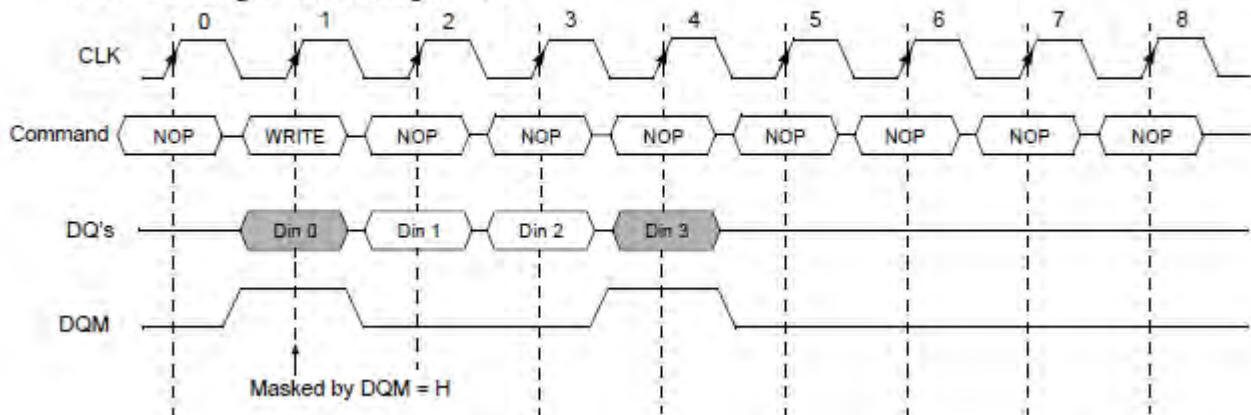 0 1 2 3 4 5 6 7 8
CLK
Command NOP WRITE NOP NOP NOP NOP NOP NOP NOP
DQ's Din 0 Din 1 Din 2 Din 3
DQM
Masked by DQM = H